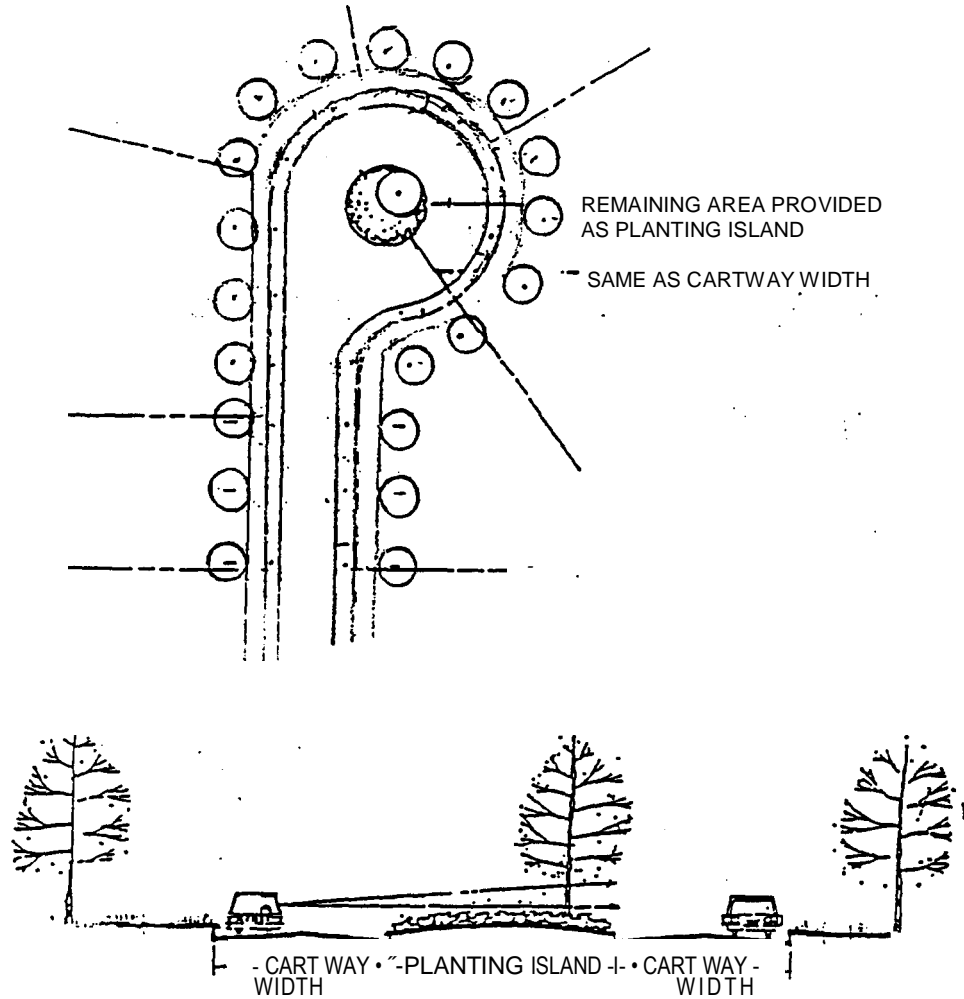 REMAINING AREA PROVIDED
AS PLANTING ISLAND
SAME AS CARTWAY WIDTH
- CART WAY • ˝-PLANTING ISLAND -I- • CART WAY -
WIDTH WIDTH